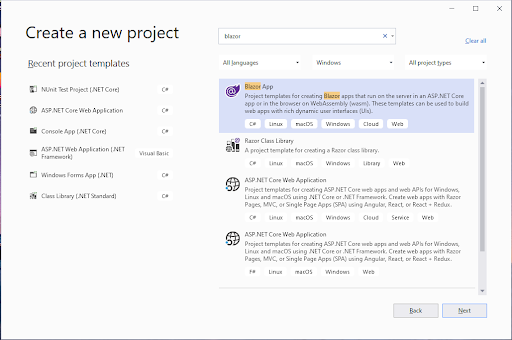 Create a new project
Recent project templates
NUnit Test Project (.NET Core)
C#
ASP.NET Core Web Application
C#
Console App (.NET Core)
C#
ASP.NET Web Application (.NET
Framework)
Visual Basic
Windows Forms App (.NET)
C#
Class Library (.NET Standard)
C#
blazor
Clear all
All languages
Windows
All project types
Blazor App
Project templates for creating Blazor apps that run on the server in an ASP.NET Core
app or in the browser on WebAssembly (wasm). These templates can be used to build
web apps with rich dynamic user interfaces (UIs).
C# Linux macOS Windows Cloud Web
Razor Class Library
A project template for creating a Razor class library.
C# Linux macOS Windows Library Web
ASP.NET Core Web Application
Project templates for creating ASP.NET Core web apps and web APIs for Windows,
Linux and macOS using .NET Core or .NET Framework. Create web apps with Razor
Pages, MVC, or Single Page Apps (SPA) using Angular, React, or React + Redux.
C# Linux macOS Windows Cloud Service Web
ASP.NET Core Web Application
Project templates for creating ASP.NET Core web apps and web APIs for Windows,
Linux and macOS using .NET Core or .NET Framework. Create web apps with Razor
Pages, MVC, or Single Page Apps (SPA) using Angular, React, or React + Redux.
F# Linux macOS Windows Web
Back
Next